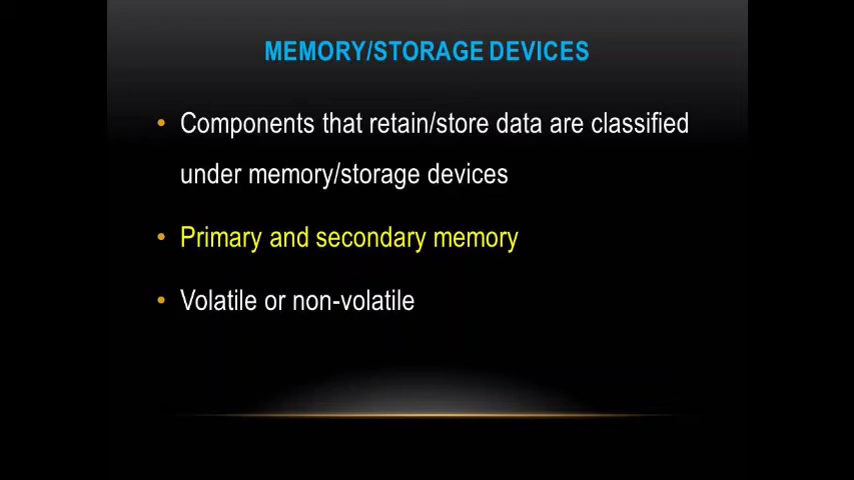 MEMORY/STORAGE DEVICES
• Components that retain/store data are classified
under memory/storage devices
• Primary and secondary memory
• Volatile or non-volatile